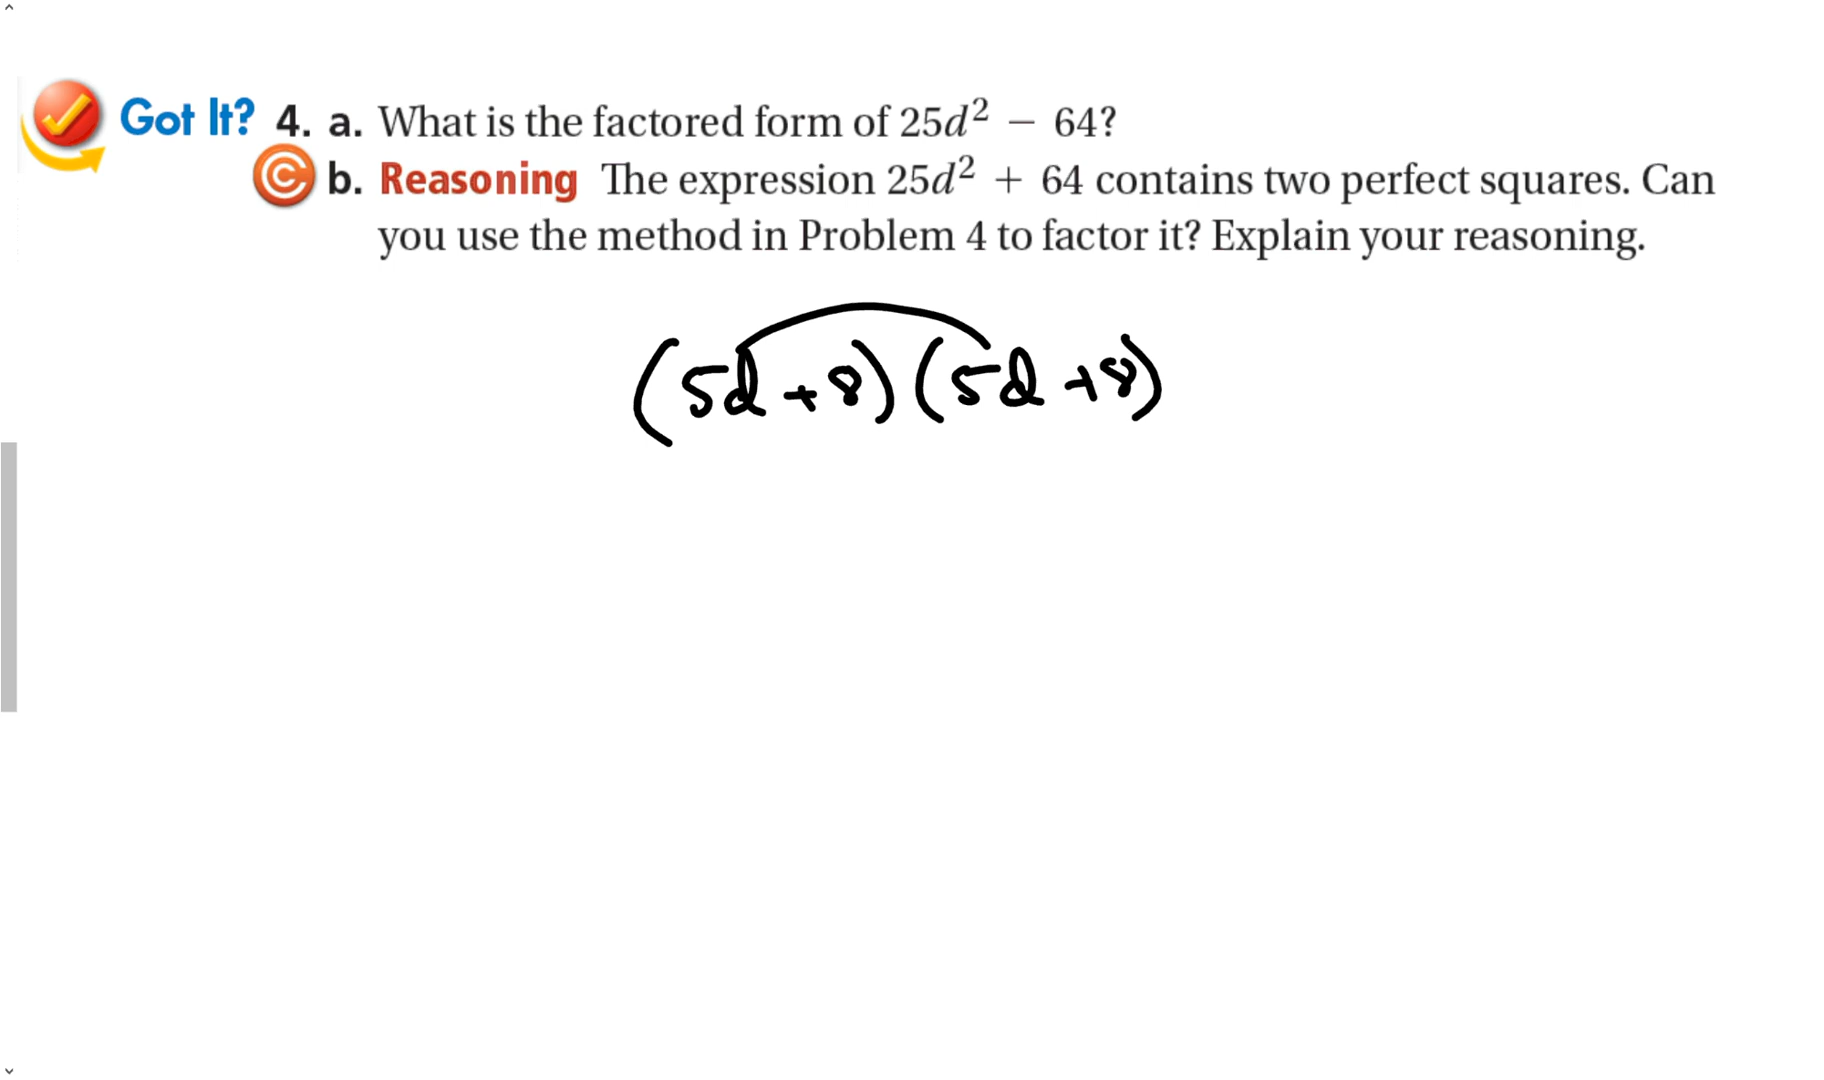 Got It? 4. a. What is the factored form of 25d² − 64?
C b. Reasoning The expression 25d² + 64 contains two perfect squares. Can
you use the method in Problem 4 to factor it? Explain your reasoning.
(5d + 8) (5d + 8)